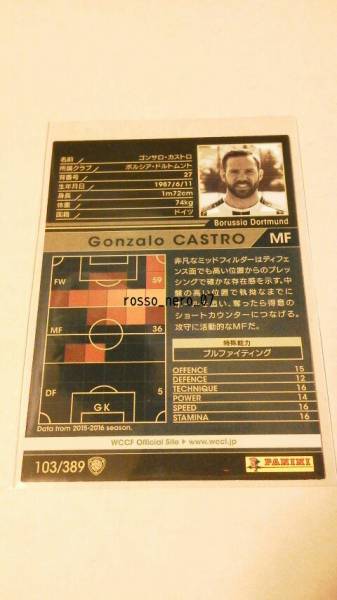 名前 ゴンサロ・カストロ
所属クラブ ボルシア・ドルトムント
背番号 27
生年月日 1987/6/11
身長 1m72cm
体重 74kg
国籍 ドイツ
Borussia Dortmund
Gonzalo CASTRO MF
FW 59
MF 36
DF 5
GK
Data from 2015-2016 season.
非凡なミッドフィルダーはディフェ
ンス面でも高い位置からのプレッ
シングで確かな存在感を示す。中
盤の高い位置で執拗なまでに
い、奪ったら得意の
ショートカウンターにつなげる。
攻守に活動的なMFだ。
rosso_nero_07
特殊能力
ブルファイティング
OFFENCE 15
DEFENCE 12
TECHNIQUE 16
POWER 14
SPEED 16
STAMINA 16
WCCF Official Site ▶ www.wccf.jp
103/389
PANINI